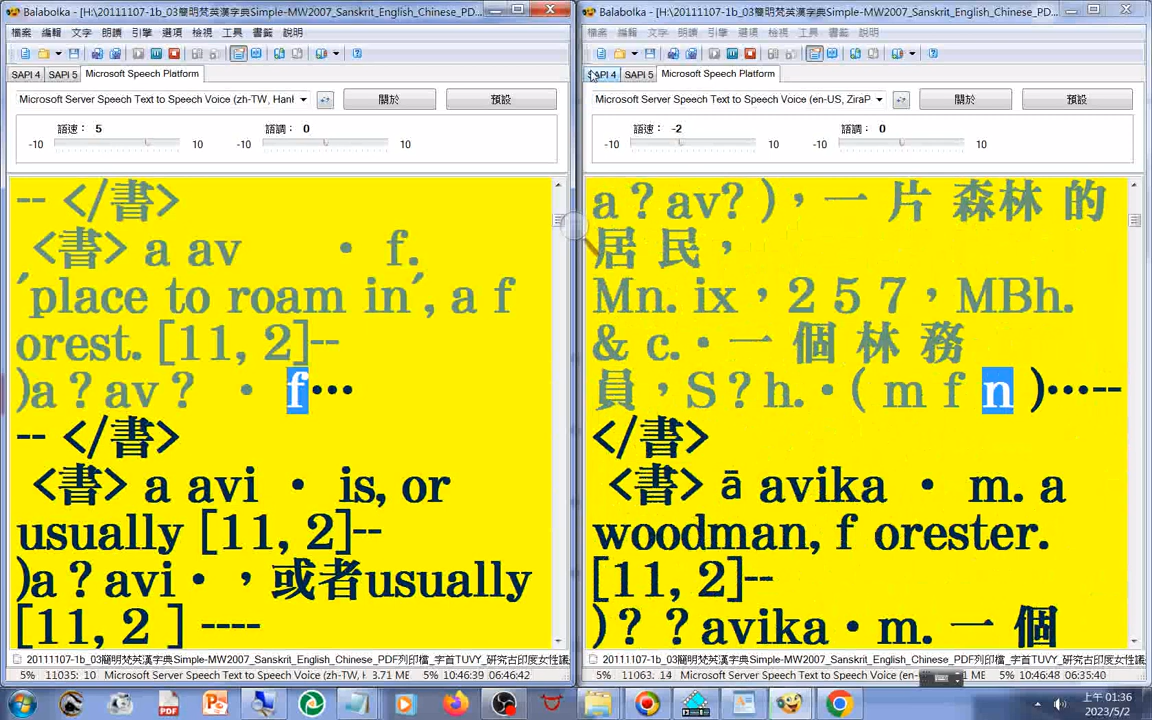 Balabolka - [H:\20111107-1b_03簡明梵英漢字典Simple-MW2007_Sanskrit_English_Chinese_PD
檔案 編輯 文字 朗讀 引擎 選項 檢視 工具 書籤 說明
SAPI 4 SAPI 5 Microsoft Speech Platform
Microsoft Server Speech Text to Speech Voice (zh-TW, Han
關於 預設
語速: 5 語調: 0
-10 10 -10 10
-- </書>
<書> a av • f.
'place to roam in', a f
orest. [11, 2]--
)a ? av ? • f…
-- </書>
<書> a avi • is, or
usually [11, 2]--
)a ? avi •，或者usually
[11, 2 ] ----
20111107-1b_03簡明梵英漢字典Simple-MW2007_Sanskrit_English_Chinese_PDF列印檔_字首TUVY_研究古印度女性議
5% 11035: 10 Microsoft Server Speech Text to Speech Voice (zh-TW, 3.71 ME 5% 10:46:39 06:46:42
Balabolka - [H:\20111107-1b_03簡明梵英漢字典Simple-MW2007_Sanskrit_English_Chinese_PDF
檔案 編輯 文字 朗讀 引擎 選項 檢視 工具 書籤 說明
SAPI 4 SAPI 5 Microsoft Speech Platform
Microsoft Server Speech Text to Speech Voice (en-US, ZiraP
關於 預設
語速: -2 語調: 0
-10 10 -10 10
a ? av? )，一 片 森林 的
居 民，
Mn. ix，2 5 7，MBh.
& c.•一 個 林 務
員，S ? h.•( m f n )…--
</書>
<書> ā avika • m. a
woodman, f orester.
[11, 2]--
)? ? avika • m. 一 個
20111107-1b_03簡明梵英漢字典Simple-MW2007_Sanskrit_English_Chinese_PDF列印檔_字首TUVY_研究古印度女性議
5% 11063. 14 Microsoft Server Speech Text to Speech Voice (en- ME 5% 10:46:48 06:35:40
上午 01:36
2023/5/2